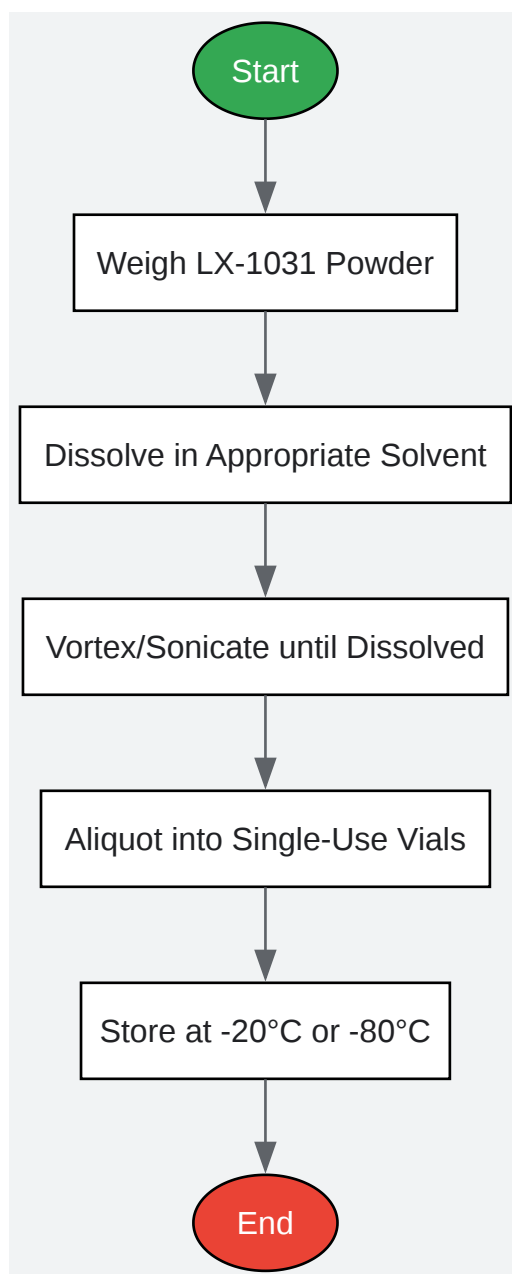 Start
Weigh LX-1031 Powder
Dissolve in Appropriate Solvent
Vortex/Sonicate until Dissolved
Aliquot into Single-Use Vials
Store at -20°C or -80°C
End